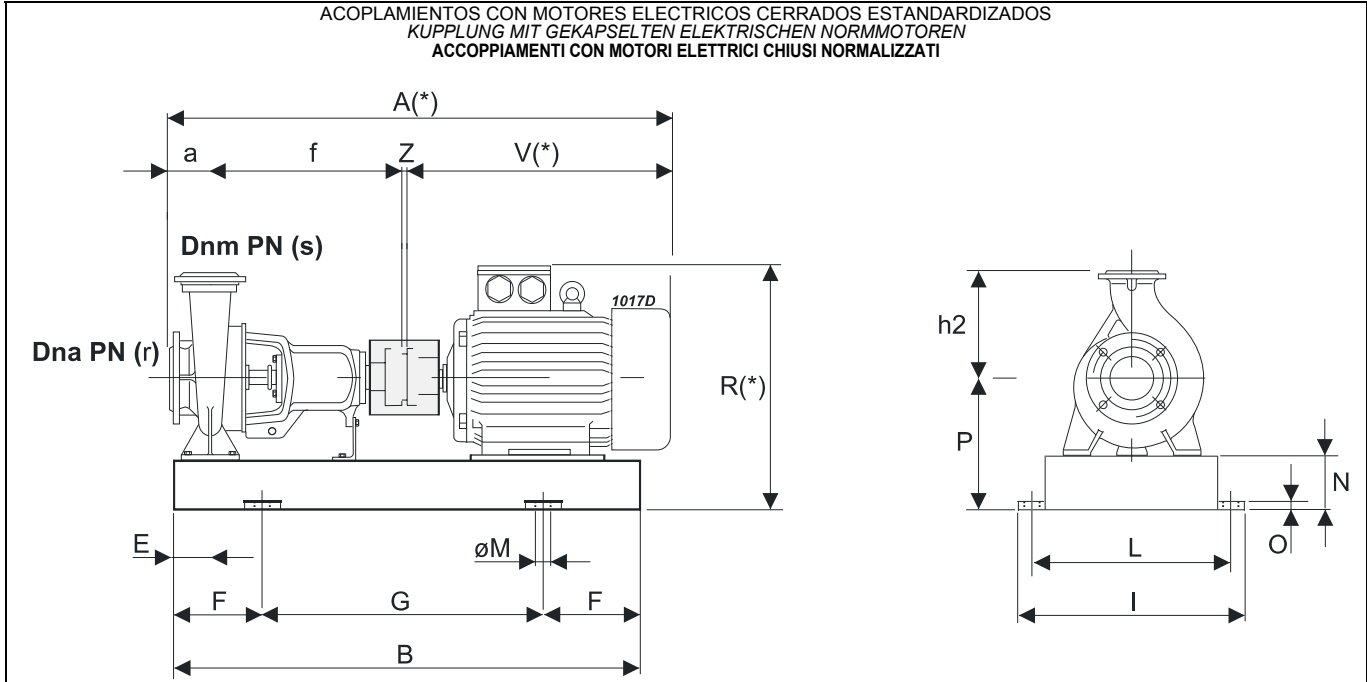 ACOPLAMIENTOS CON MOTORES ELECTRICOS CERRADOS ESTANDARDIZADOS
KUPPLUNG MIT GEKAPSELTEN ELEKTRISCHEN NORMMOTOREN
ACCOPPIAMENTI CON MOTORI ELETTRICI CHIUSI NORMALIZZATI
A(*)
a f Z V(*)
Dnm PN (s)
1017D
Dna PN (r)
h2
R(*)
P
N
E
øM
O
L
F G F
I
B